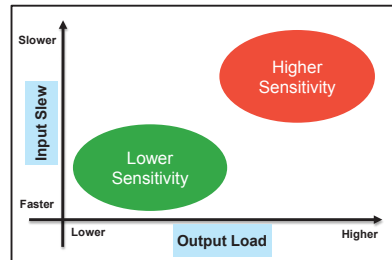 Slower
Higher
Sensitivity
Input Slew
Lower
Sensitivity
Faster
Lower
Higher
Output Load